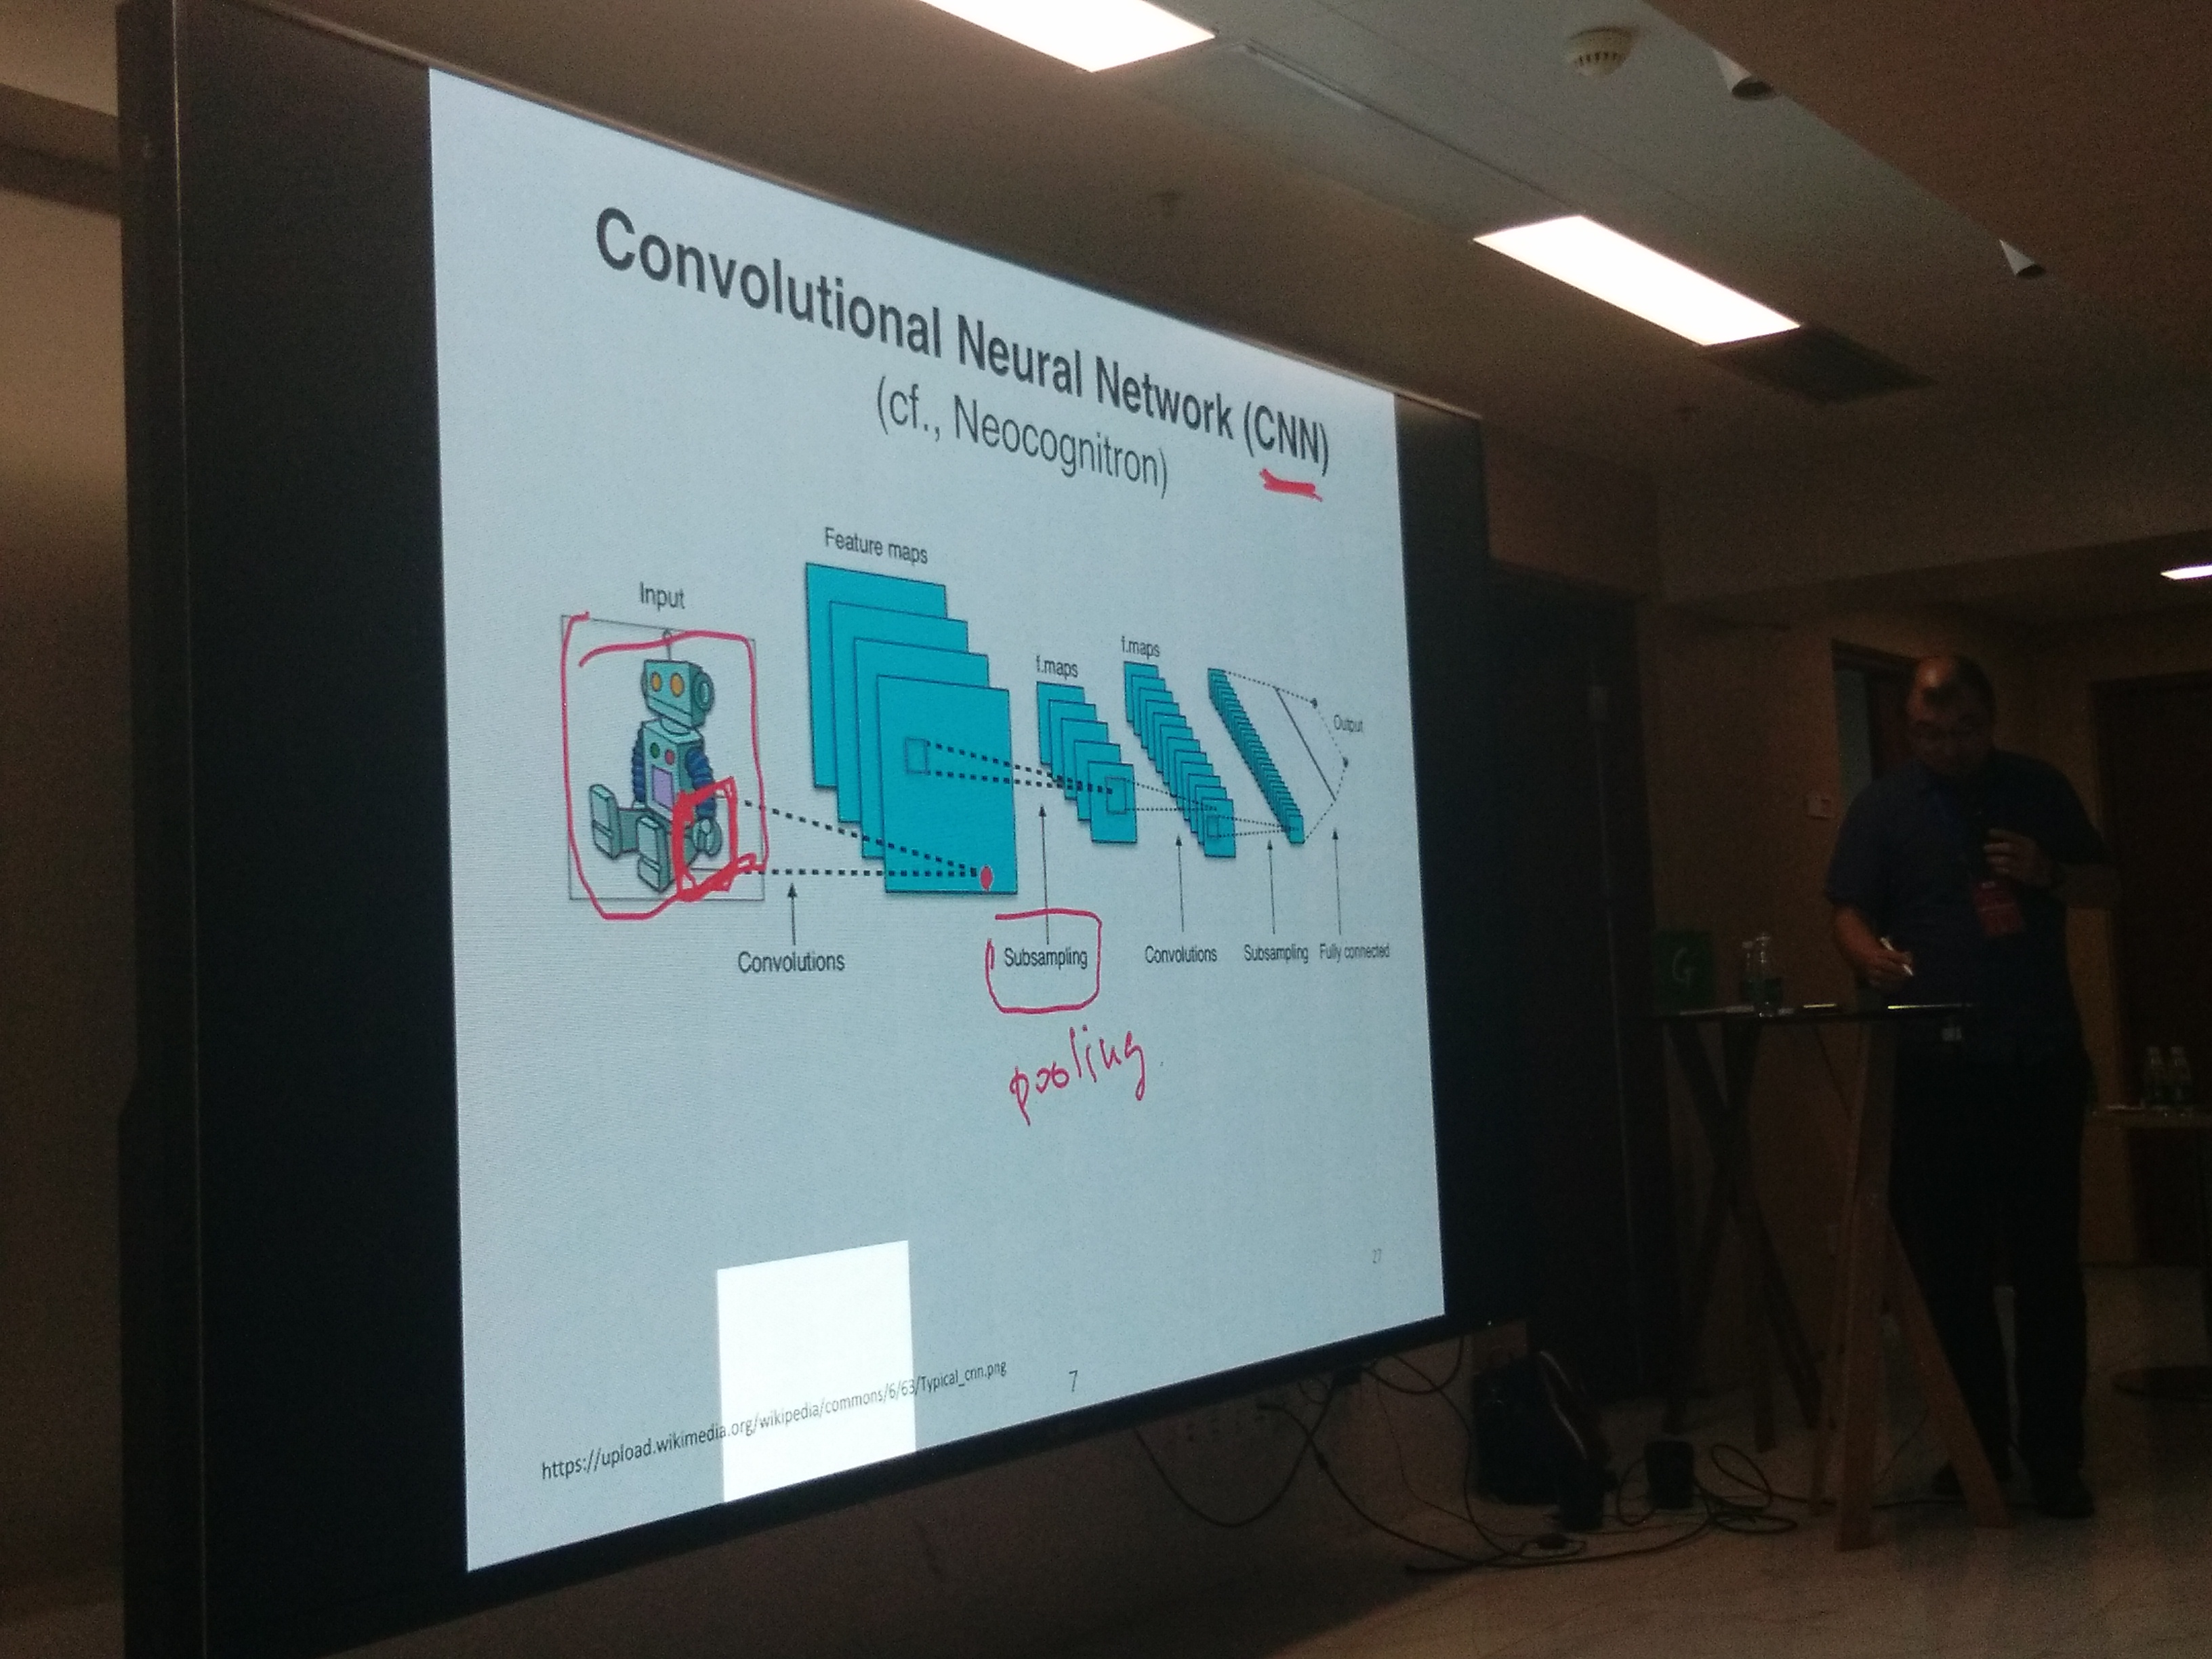 Convolutional Neural Network (CNN)
(cf., Neocognitron)
Feature maps
Input
f.maps
f.maps
Output
Convolutions
Subsampling
Convolutions
Subsampling
Fully connected
pooling
27
https://upload.wikimedia.org/wikipedia/commons/6/63/Typical_cnn.png
7
G